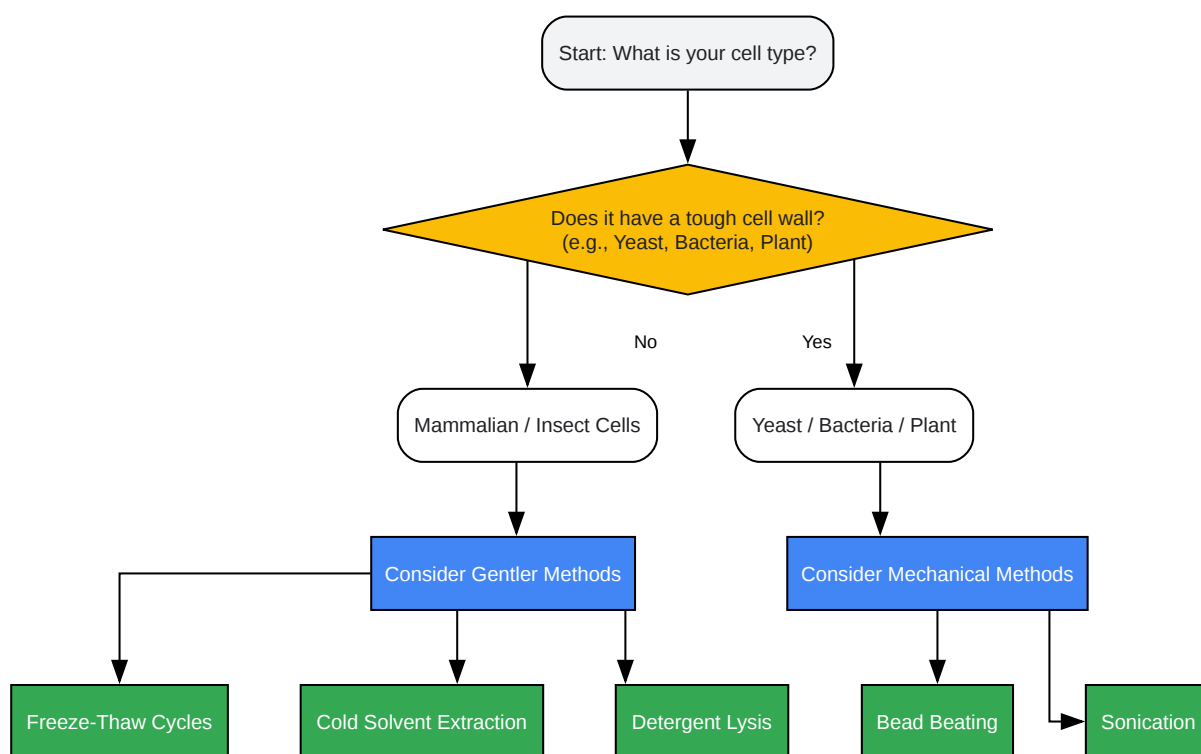 Start: What is your cell type?
Does it have a tough cell wall?
(e.g., Yeast, Bacteria, Plant)
No
Yes
Mammalian / Insect Cells
Yeast / Bacteria / Plant
Consider Gentler Methods
Consider Mechanical Methods
Freeze-Thaw Cycles
Cold Solvent Extraction
Detergent Lysis
Bead Beating
Sonication